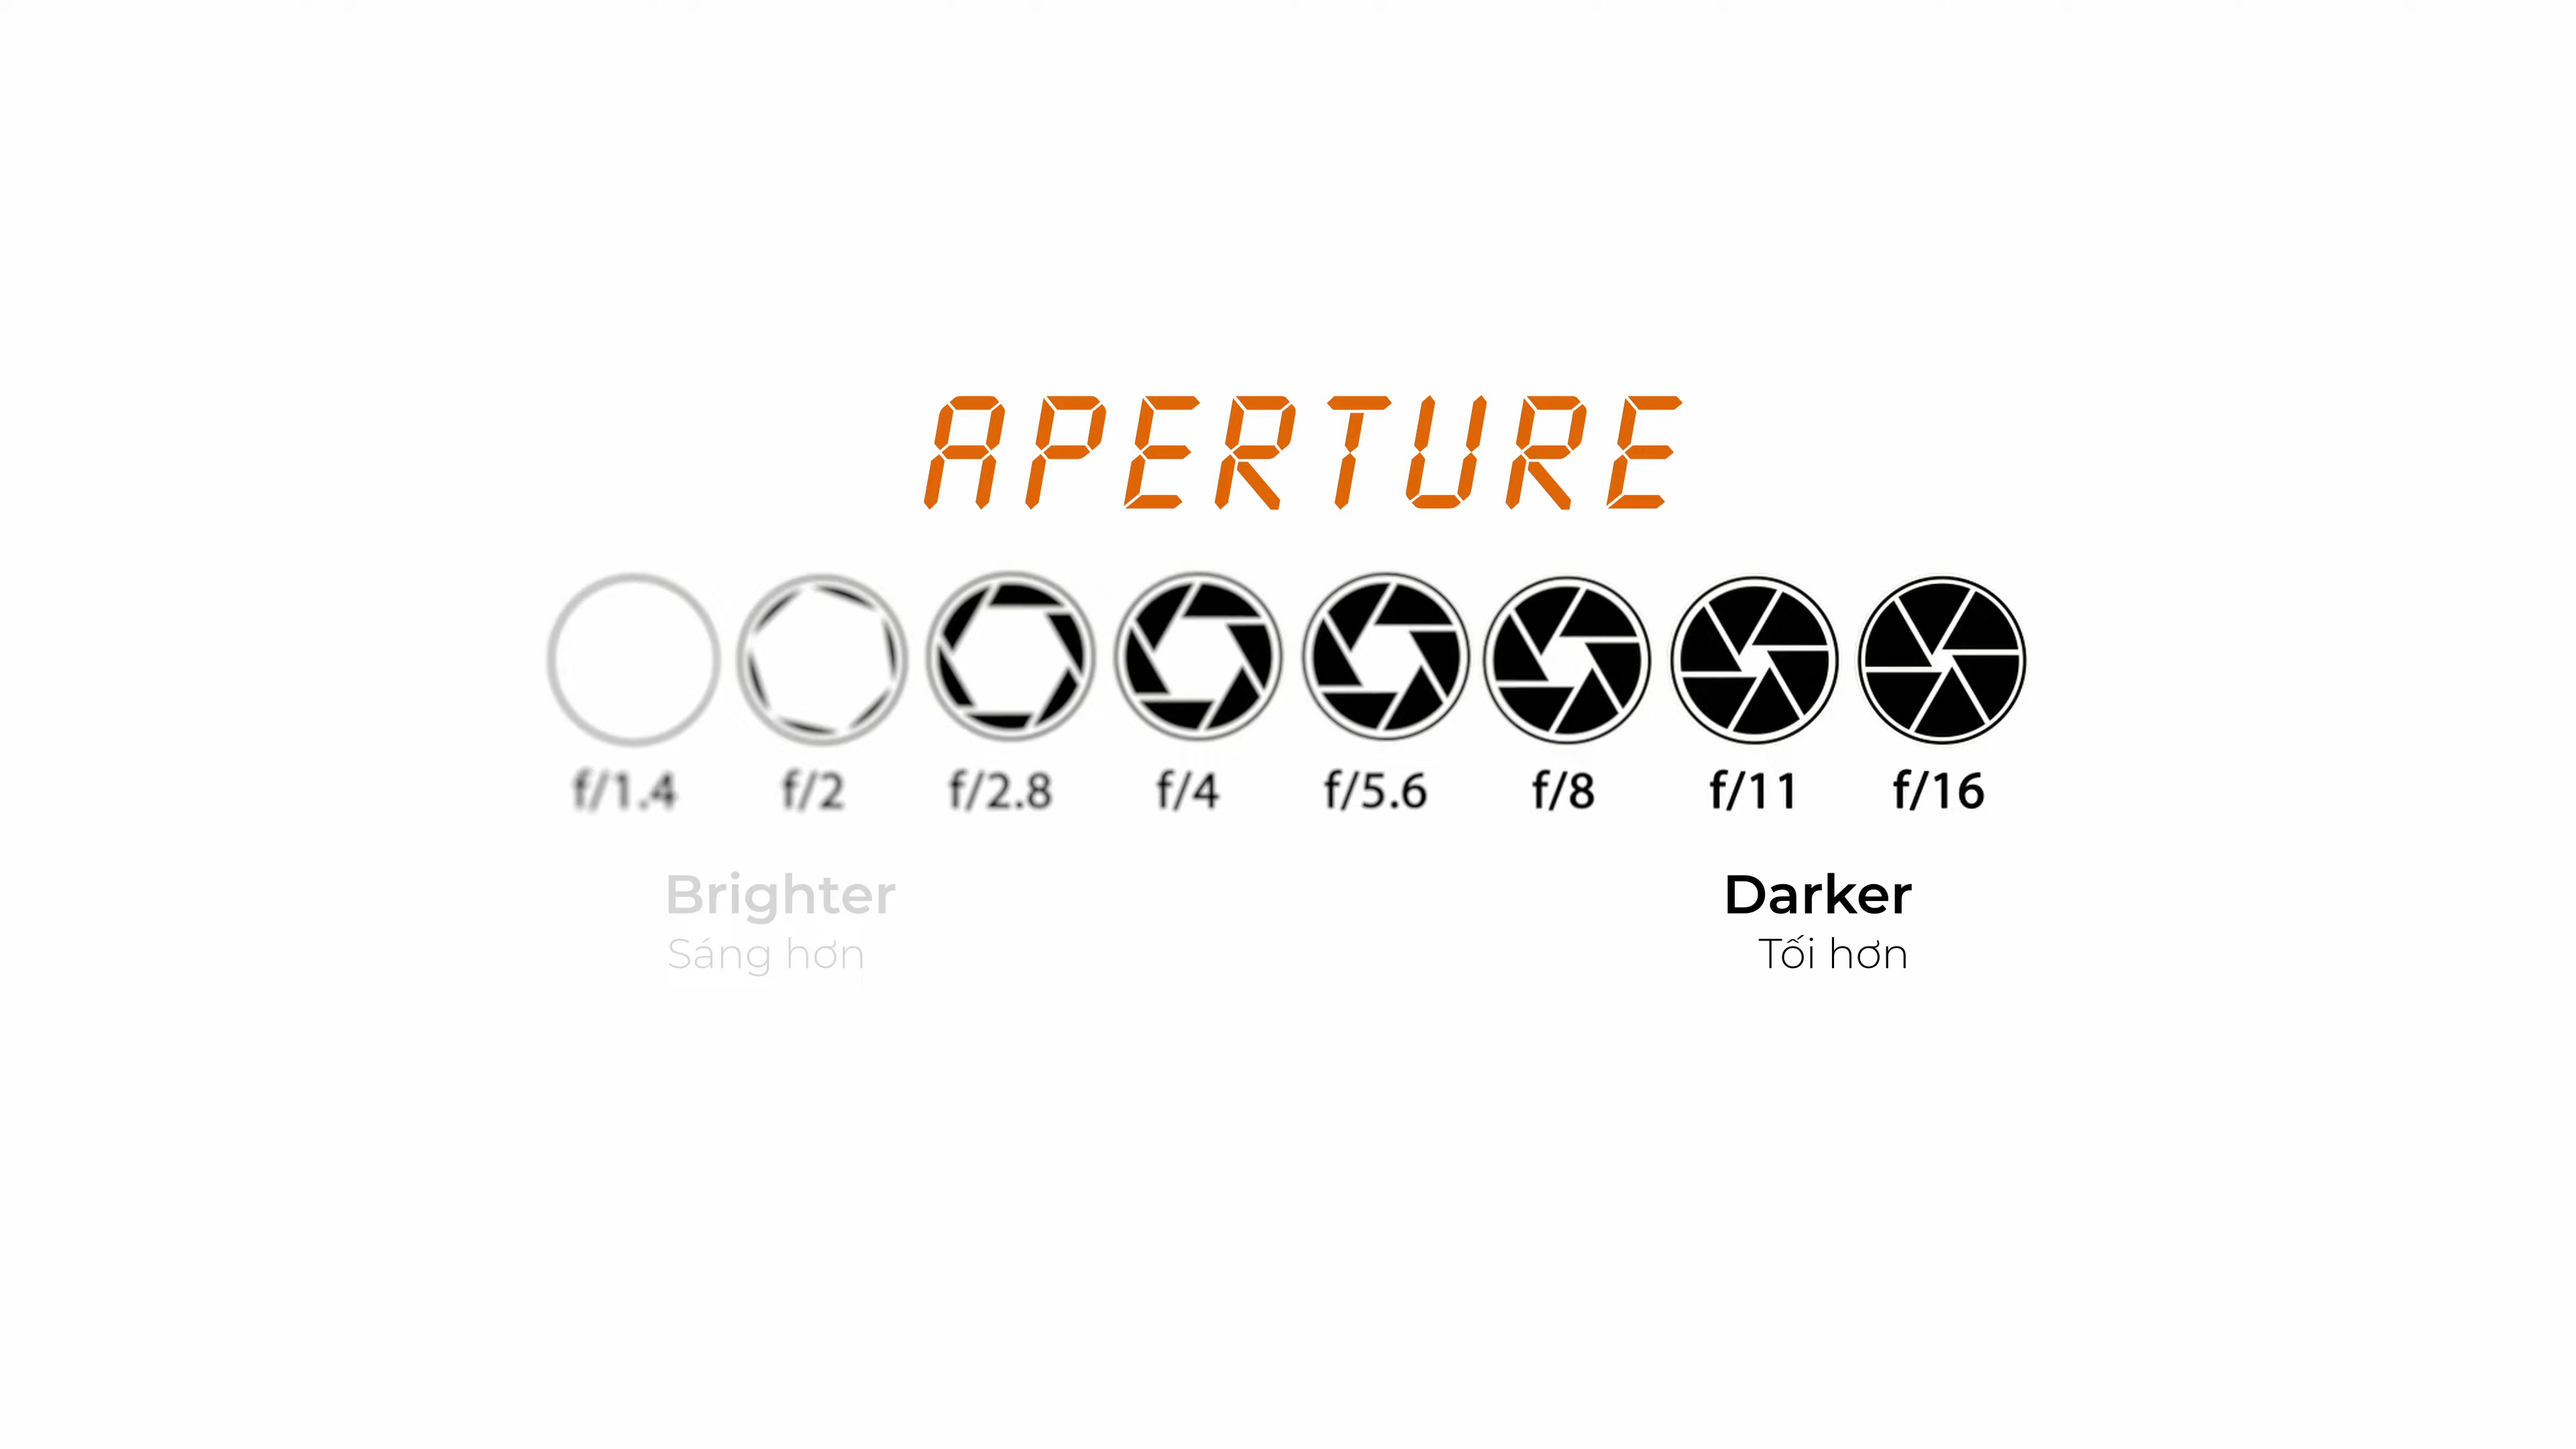 APERTURE
f/1.4 f/2 f/2.8 f/4 f/5.6 f/8 f/11 f/16
Brighter Darker
Sáng hơn Tối hơn